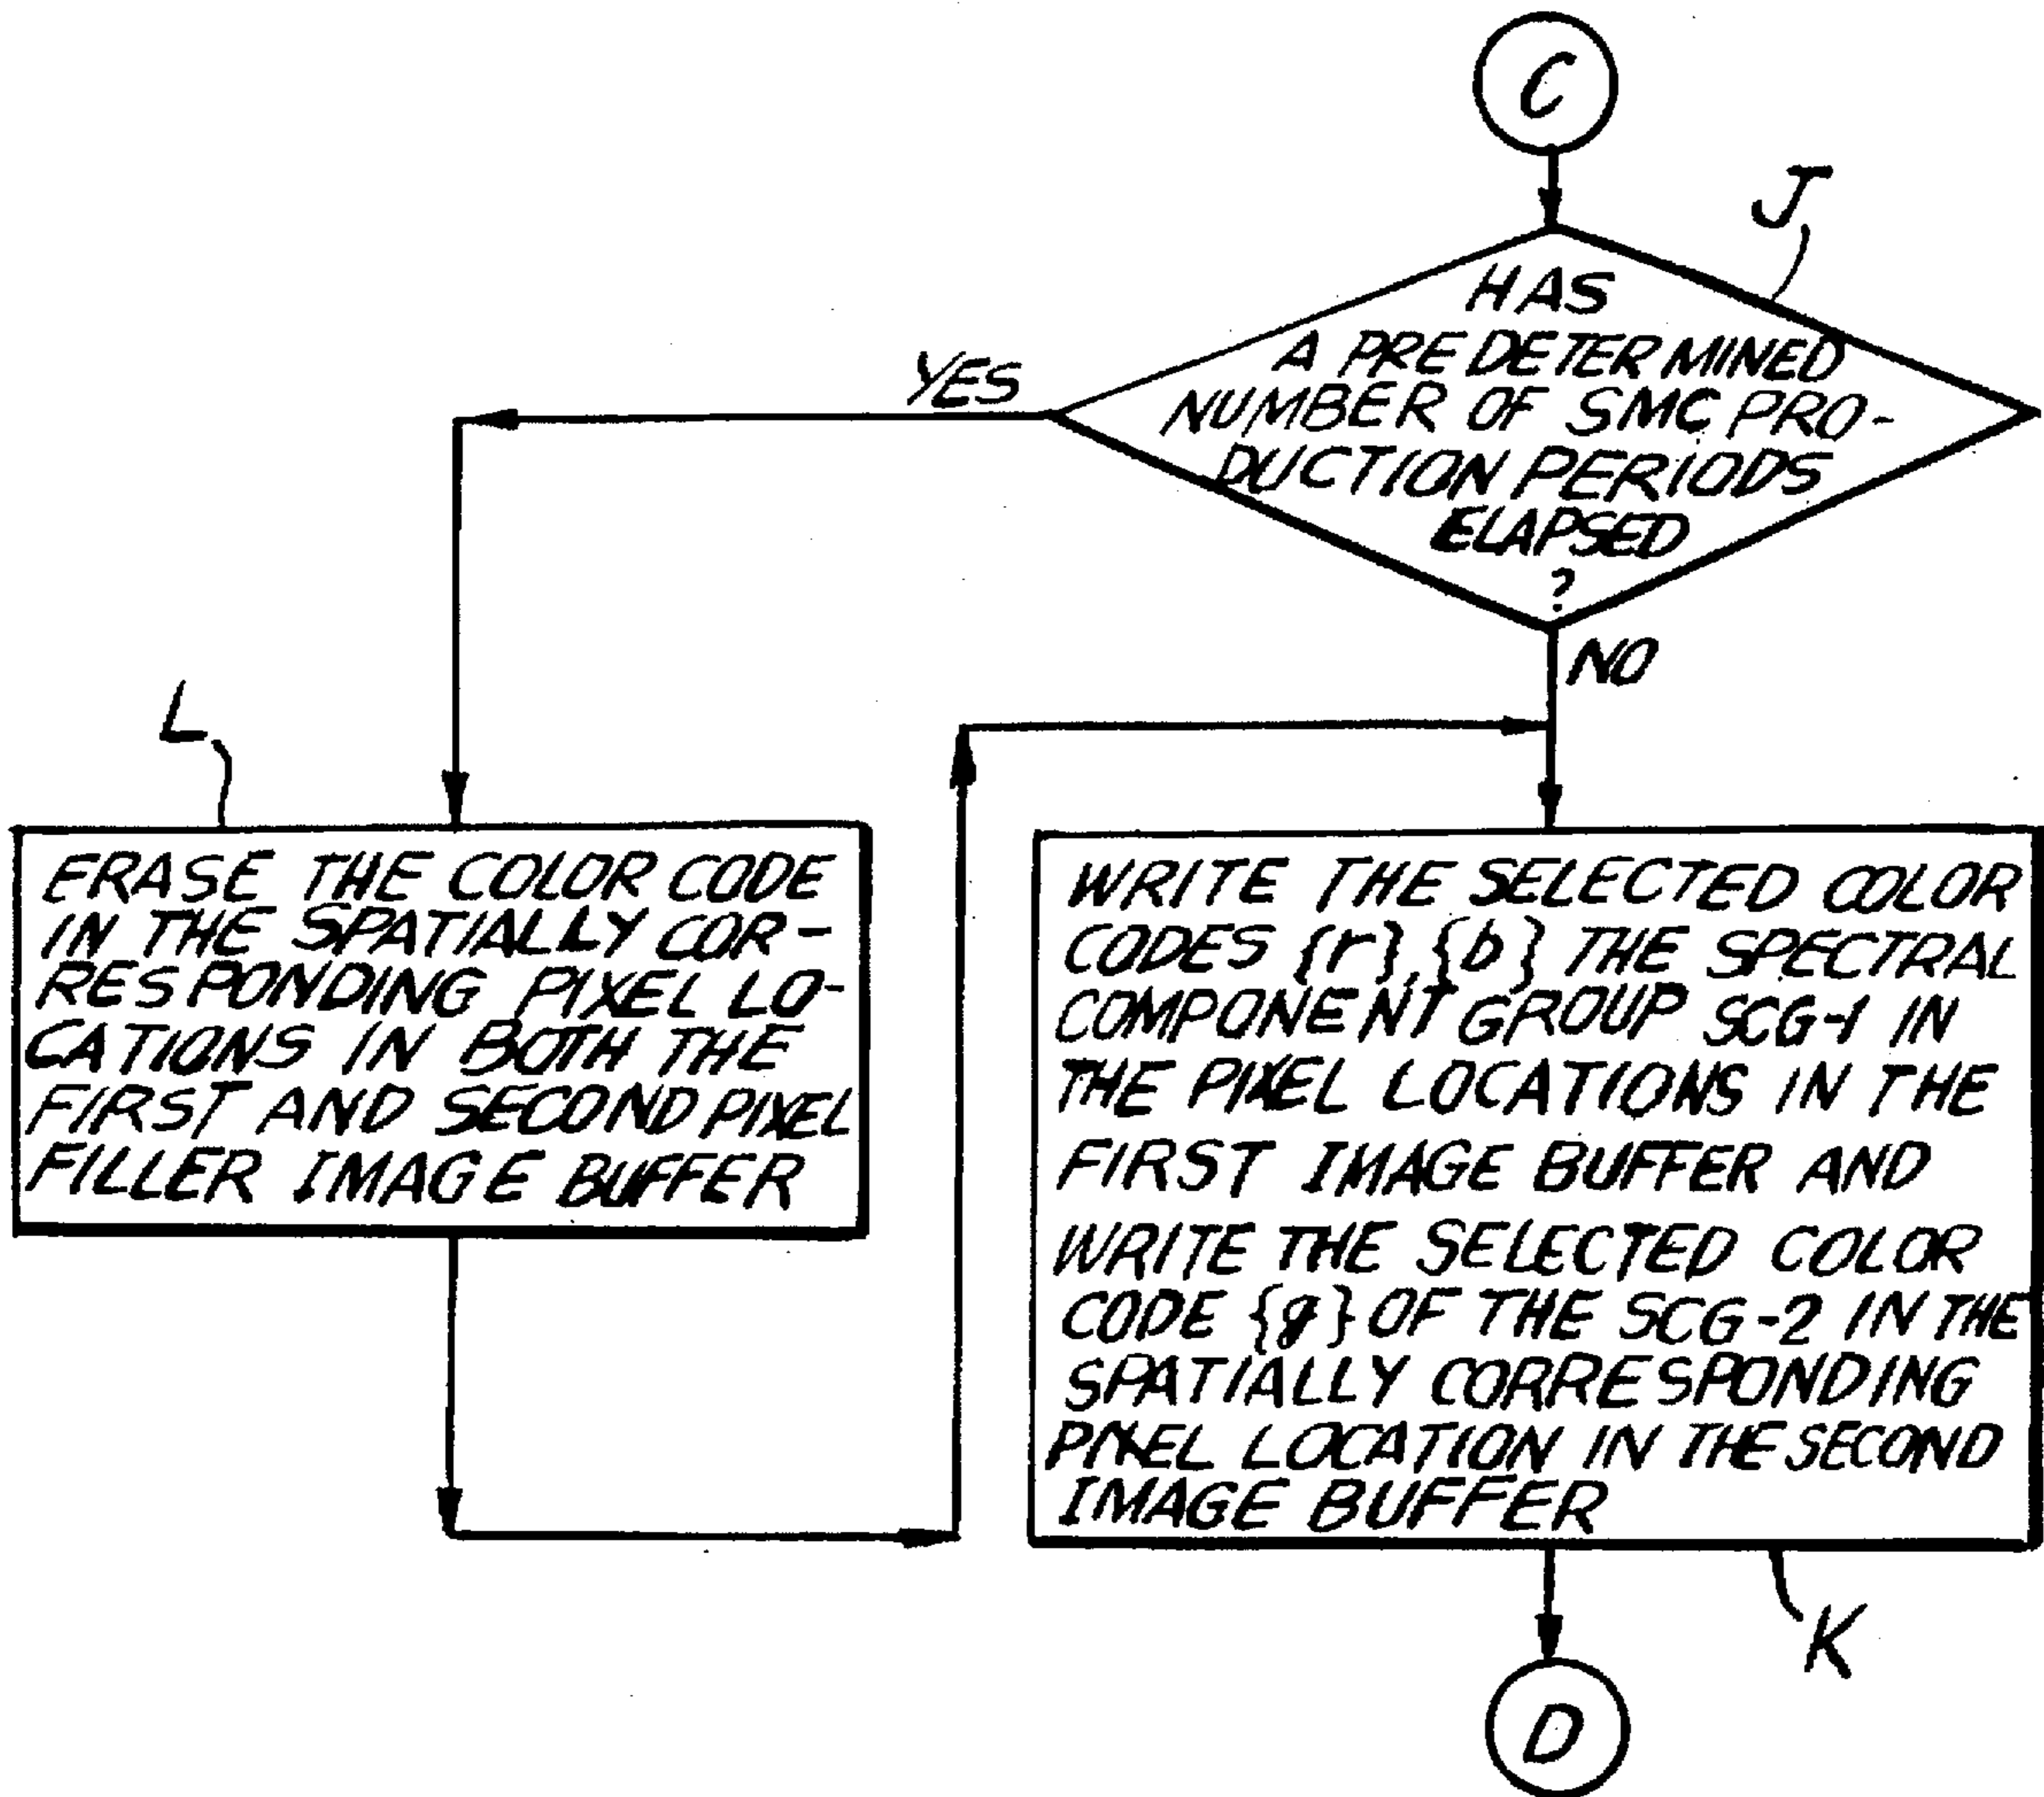 C
J
HAS
A PRE DETERMINED
NUMBER OF SMC PRO-
DUCTION PERIODS
ELAPSED
?
YES
NO
L
ERASE THE COLOR CODE
IN THE SPATIALLY COR-
RESPONDING PIXEL LO-
CATIONS IN BOTH THE
FIRST AND SECOND PIXEL
FILLER IMAGE BUFFER
WRITE THE SELECTED COLOR
CODES {r},{b} THE SPECTRAL
COMPONENT GROUP SCG-1 IN
THE PIXEL LOCATIONS IN THE
FIRST IMAGE BUFFER AND
WRITE THE SELECTED COLOR
CODE {g} OF THE SCG-2 IN THE
SPATIALLY CORRESPONDING
PIXEL LOCATION IN THE SECOND
IMAGE BUFFER
K
D